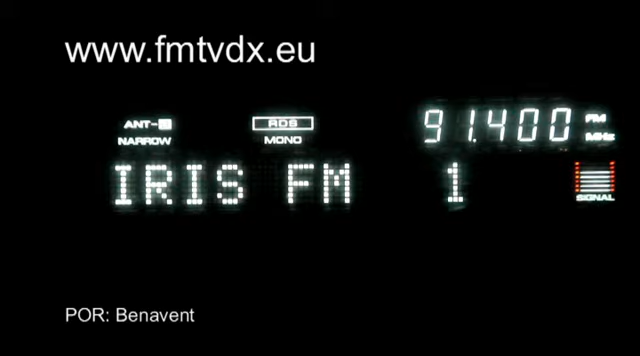 www.fmtvdx.eu
ANT-
RDS
91.400 FM
NARROW
MONO
MHz
IRIS FM 1
SIGNAL
POR: Benavent